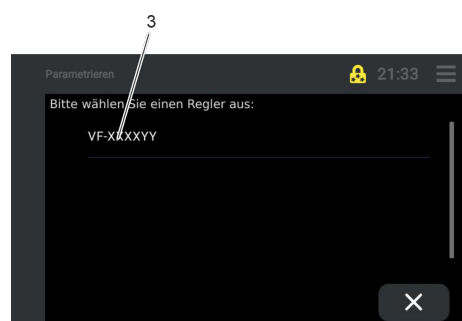 3
Parametrieren 21:33
Bitte wählen Sie einen Regler aus:
VF-XXXXYY